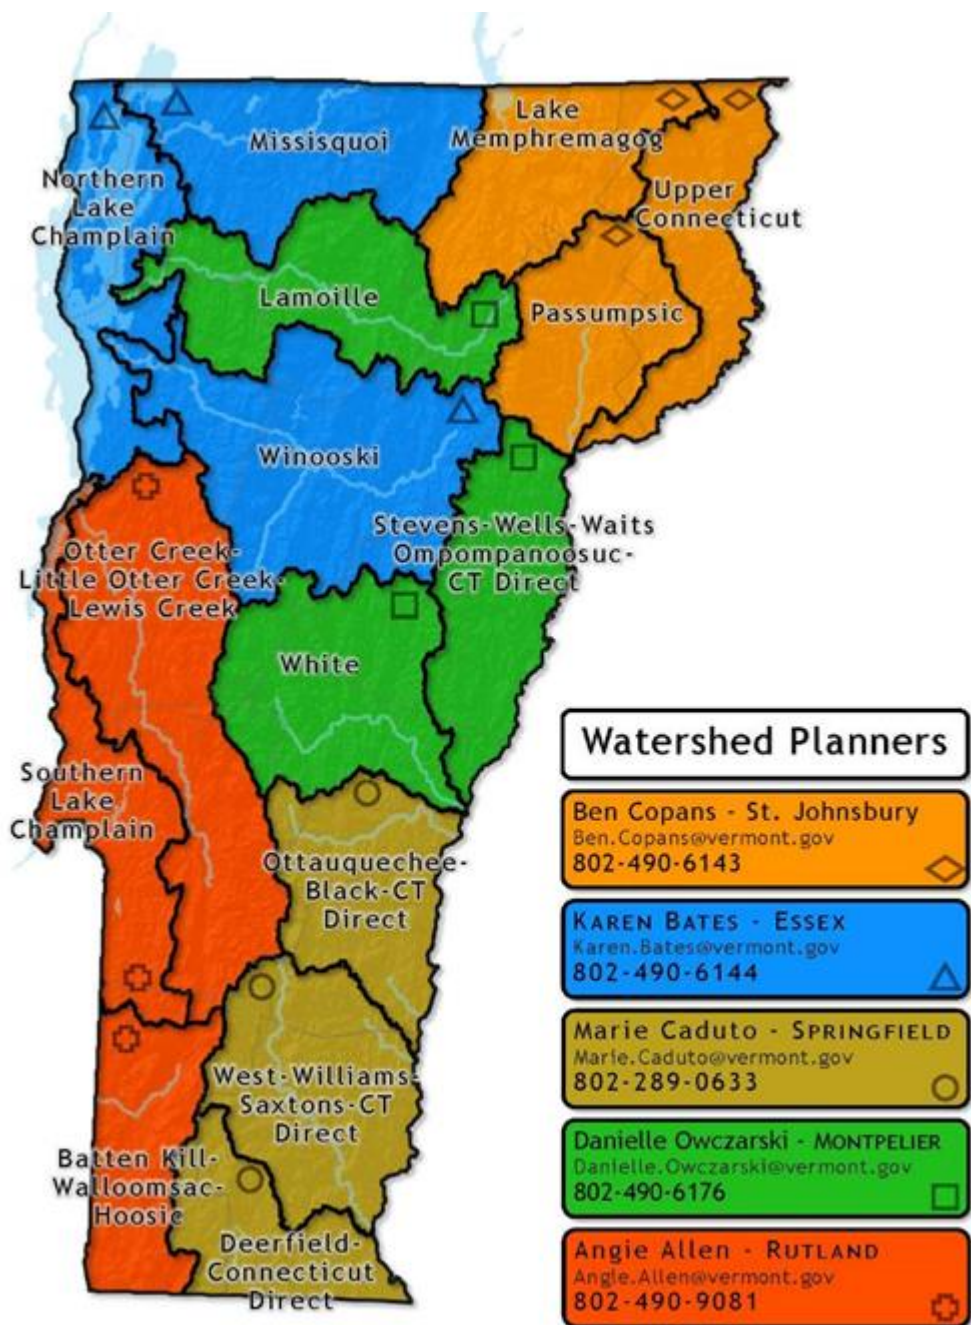 Lake
Memphremagog
Missisquoi
Northern
Lake
Champlain
Upper
Connecticut
Lamoille
Passumpsic
Winooski
Stevens-Wells-Waits
Ompompanoosuc-
CT Direct
Otter Creek-
Little Otter Creek-
Lewis Creek
White
Southern
Lake
Champlain
Ottauquechee-
Black-CT
Direct
West-Williams-
Saxtons-CT
Direct
Batten Kill-
Walloomsac-
Hoosic
Deerfield-
Connecticut
Direct
Watershed Planners
Ben Copans - St. Johnsbury
Ben.Copans@vermont.gov
802-490-6143
KAREN BATES - ESSEX
Karen.Bates@vermont.gov
802-490-6144
Marie Caduto - SPRINGFIELD
Marie.Caduto@vermont.gov
802-289-0633
Danielle Owczarski - MONTPELIER
Danielle.Owczarski@vermont.gov
802-490-6176
Angie Allen - RUTLAND
Angie.Allen@vermont.gov
802-490-9081